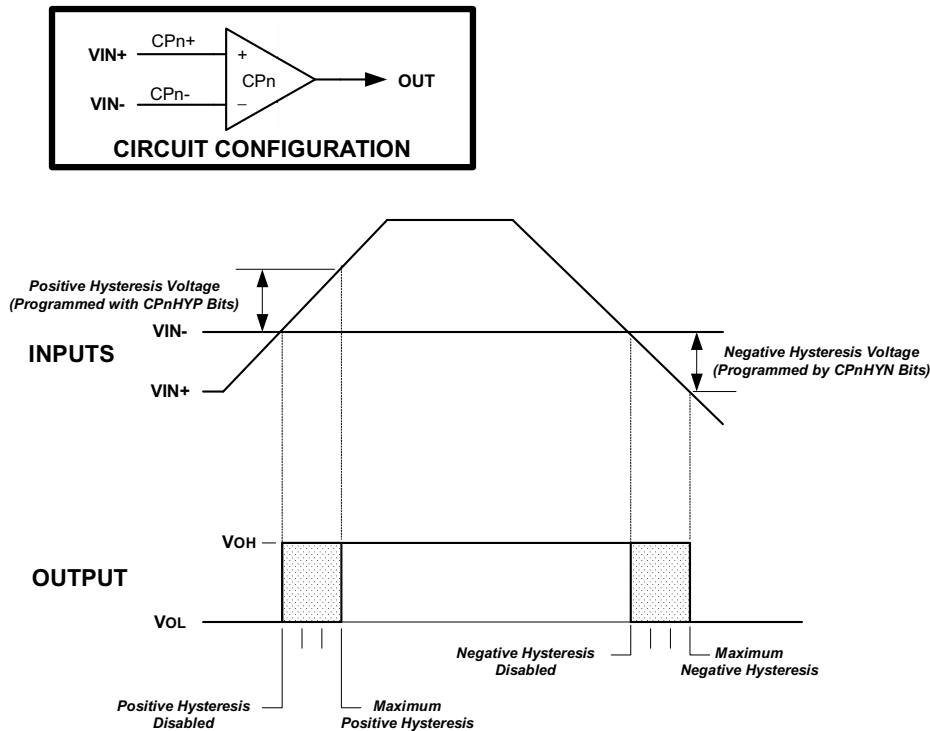 CPn+
VIN+
+
CPn
OUT
CPn-
VIN-
–
CIRCUIT CONFIGURATION
Positive Hysteresis Voltage
(Programmed with CPnHYP Bits)
VIN-
INPUTS
Negative Hysteresis Voltage
(Programmed by CPnHYN Bits)
VIN+
VOH
OUTPUT
VOL
Negative Hysteresis
Disabled
Maximum
Negative Hysteresis
Positive Hysteresis
Disabled
Maximum
Positive Hysteresis